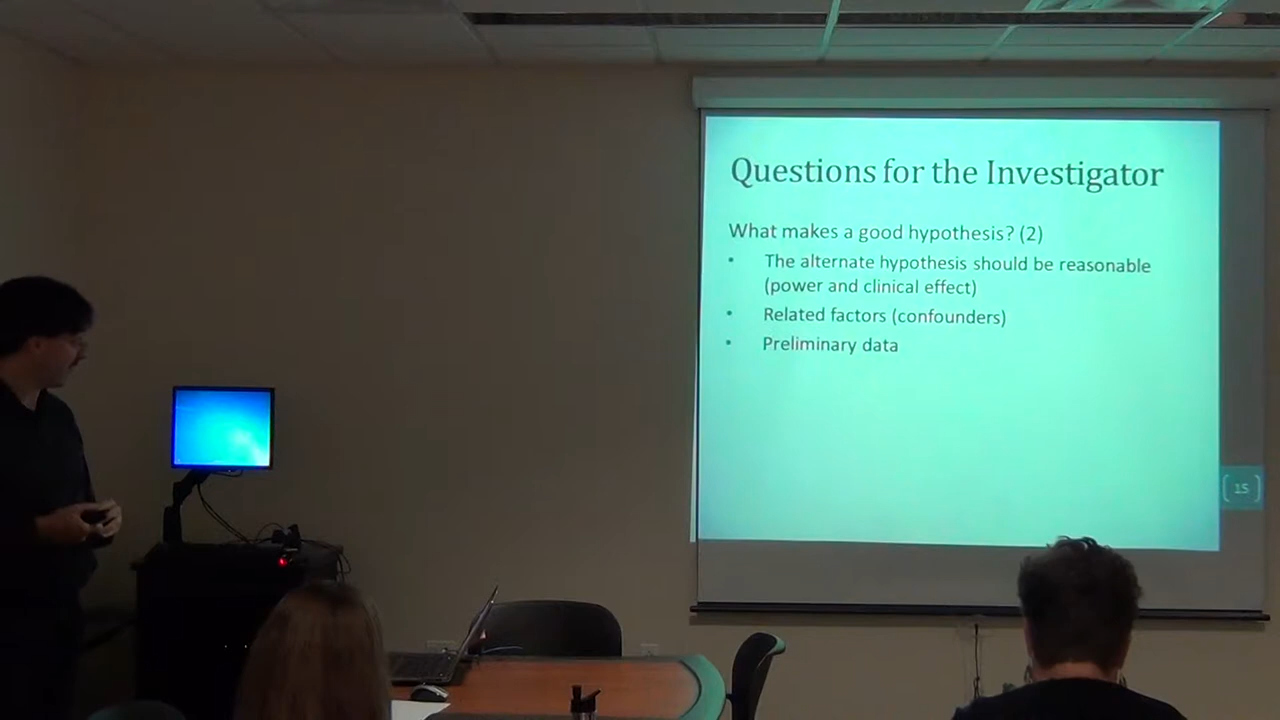 Questions for the Investigator
What makes a good hypothesis? (2)
• The alternate hypothesis should be reasonable
(power and clinical effect)
• Related factors (confounders)
• Preliminary data
15